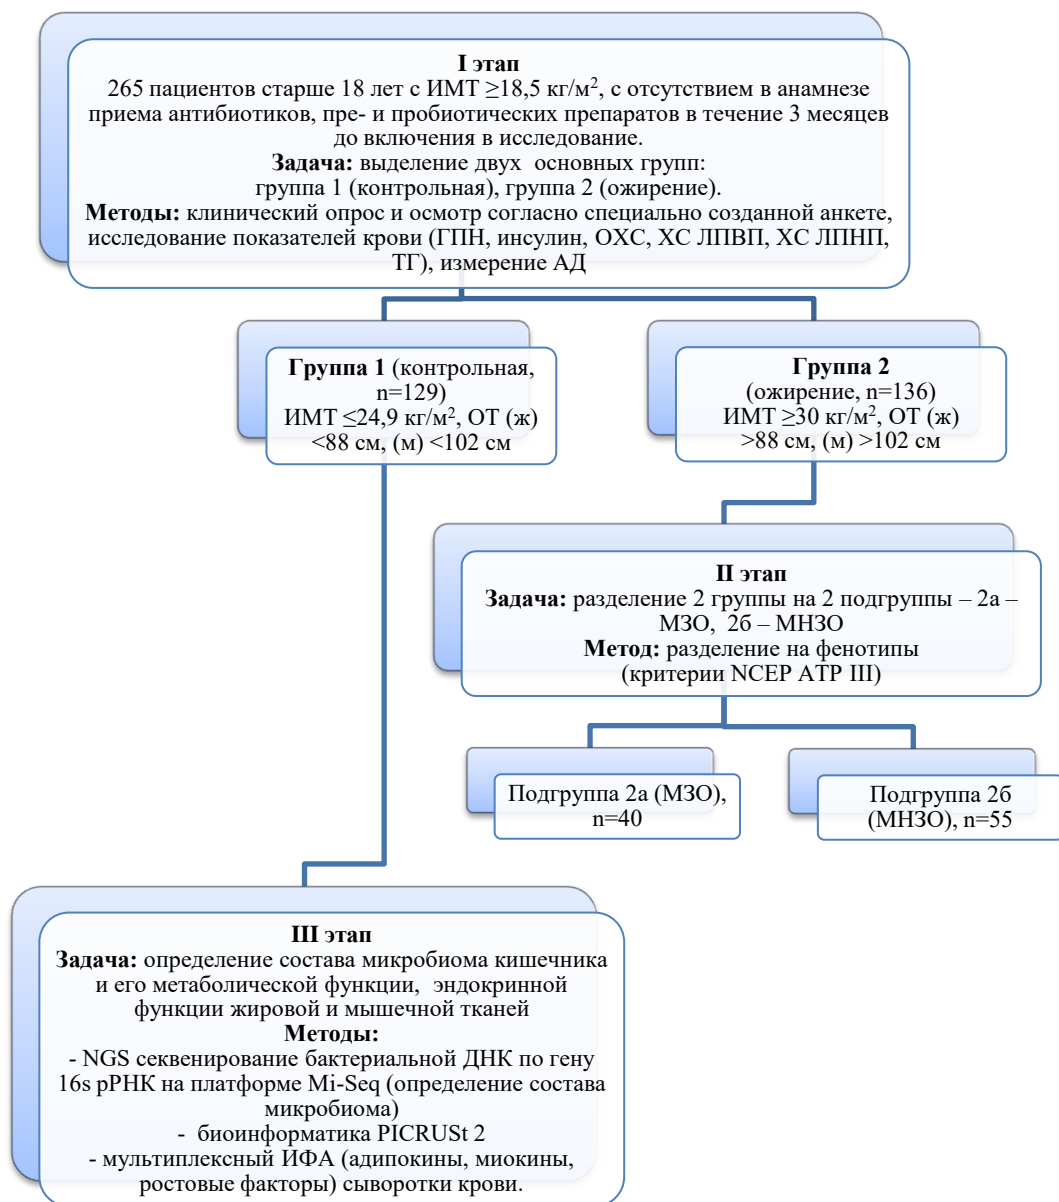 I этап
265 пациентов старше 18 лет с ИМТ ≥18,5 кг/м², с отсутствием в анамнезе
приема антибиотиков, пре- и пробиотических препаратов в течение 3 месяцев
до включения в исследование.
Задача: выделение двух основных групп:
группа 1 (контрольная), группа 2 (ожирение).
Методы: клинический опрос и осмотр согласно специально созданной анкете,
исследование показателей крови (ГПН, инсулин, ОХС, ХС ЛПВП, ХС ЛПНП,
ТГ), измерение АД
Группа 1 (контрольная,
n=129)
ИМТ ≤24,9 кг/м², ОТ (ж)
<88 см, (м) <102 см
Группа 2
(ожирение, n=136)
ИМТ ≥30 кг/м², ОТ (ж)
>88 см, (м) >102 см
II этап
Задача: разделение 2 группы на 2 подгруппы – 2а –
МЗО, 2б – МНЗО
Метод: разделение на фенотипы
(критерии NCEP ATP III)
Подгруппа 2а (МЗО),
n=40
Подгруппа 2б
(МНЗО), n=55
III этап
Задача: определение состава микробиома кишечника
и его метаболической функции, эндокринной
функции жировой и мышечной тканей
Методы:
- NGS секвенирование бактериальной ДНК по гену
16s рРНК на платформе Mi-Seq (определение состава
микробиома)
- биоинформатика PICRUSt 2
- мультиплексный ИФА (адипокины, миокины,
ростовые факторы) сыворотки крови.